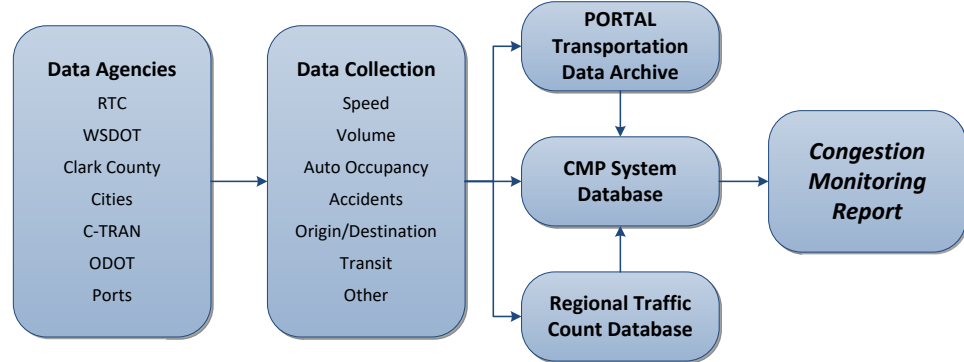 Data Agencies
RTC
WSDOT
Clark County
Cities
C-TRAN
ODOT
Ports
Data Collection
Speed
Volume
Auto Occupancy
Accidents
Origin/Destination
Transit
Other
PORTAL
Transportation
Data Archive
CMP System
Database
Regional Traffic
Count Database
Congestion
Monitoring
Report